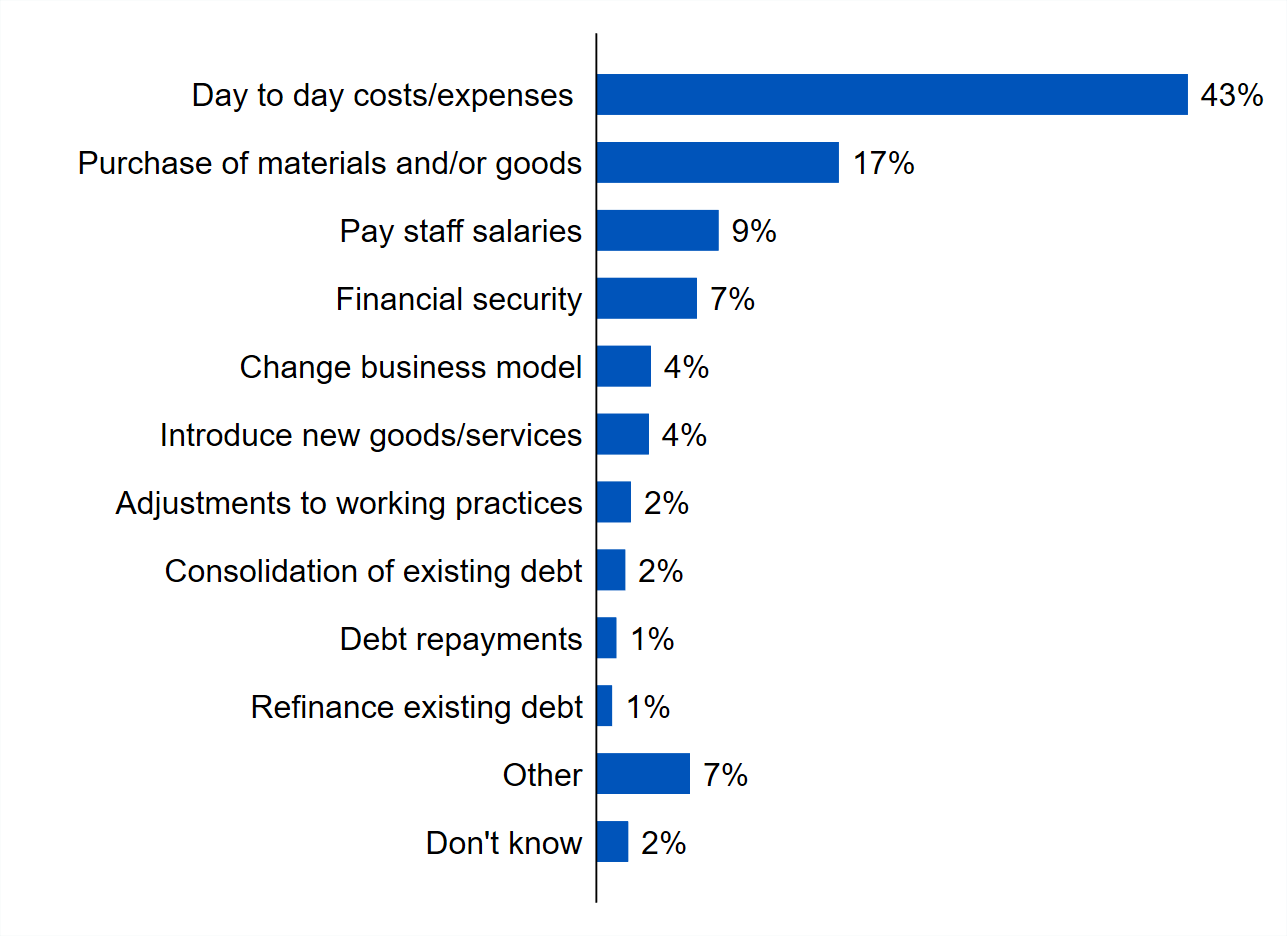 Day to day costs/expenses 43%
Purchase of materials and/or goods 17%
Pay staff salaries 9%
Financial security 7%
Change business model 4%
Introduce new goods/services 4%
Adjustments to working practices 2%
Consolidation of existing debt 2%
Debt repayments 1%
Refinance existing debt 1%
Other 7%
Don't know 2%